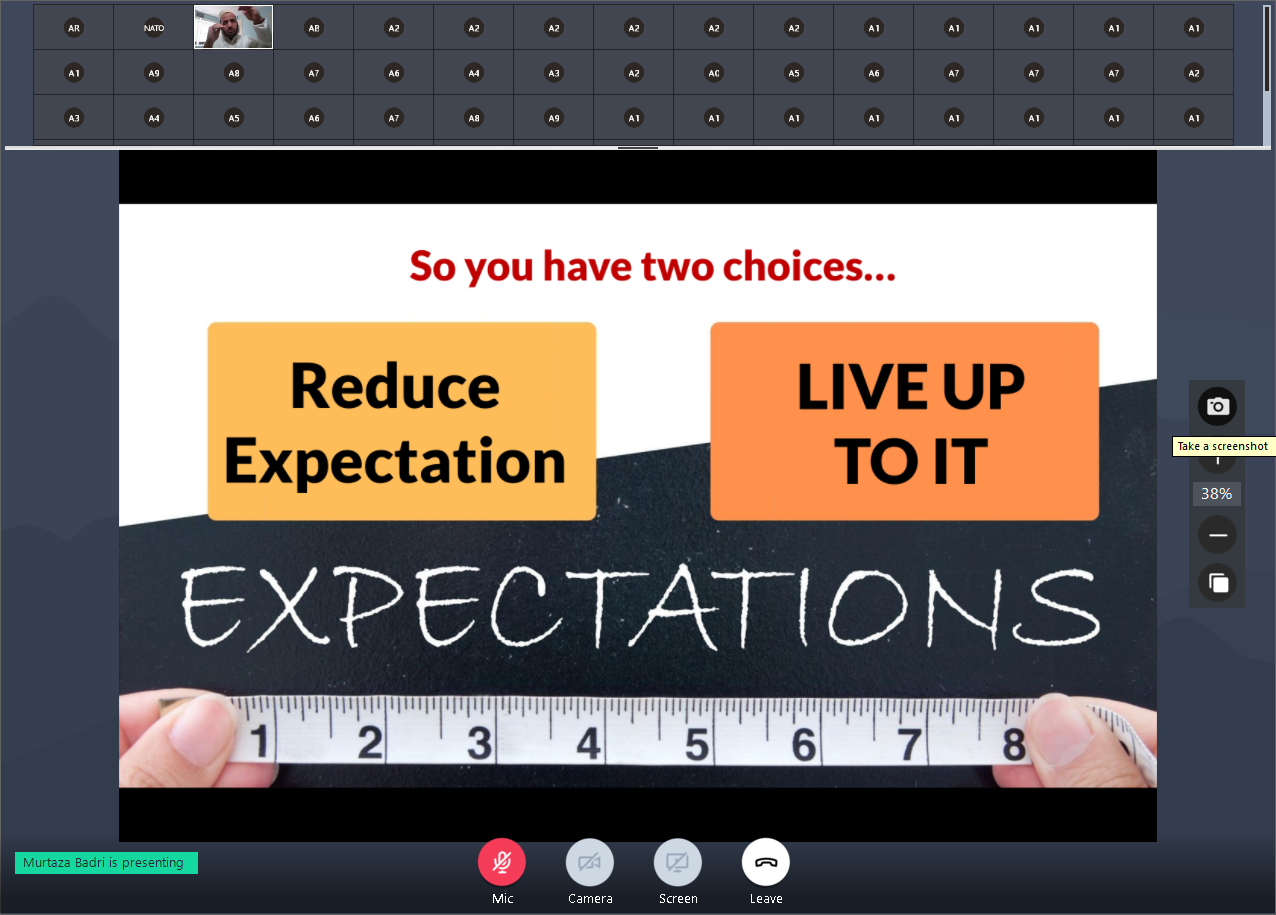 AR NATO AB A2 A2 A2 A2 A2 A2 A1 A1 A1 A1 A1
A1 A9 A8 A7 A6 A4 A3 A2 A0 A5 A6 A7 A7 A7 A2
A3 A4 A5 A6 A7 A8 A9 A1 A1 A1 A1 A1 A1 A1 A1
So you have two choices...
Reduce
Expectation
LIVE UP
TO IT
Take a screenshot
38%
EXPECTATIONS
1 2 3 4 5 6 7 8
Murtaza Badri is presenting
Mic Camera Screen Leave